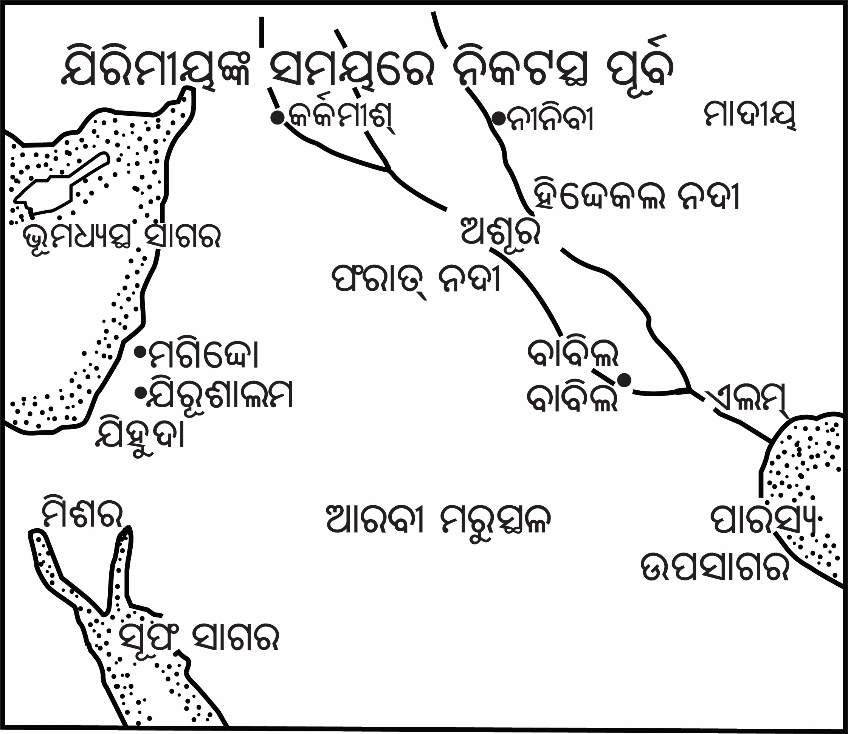 ଯିରିମୀୟଙ୍କ ସମୟରେ ନିକଟସ୍ଥ ପୂର୍ବ
କର୍କମୀଶ୍
ନୀନିବୀ
ମାଦୀୟ
ହିଦ୍ଦେକଲ ନଦୀ
ଭୂମଧ୍ୟସ୍ଥ ସାଗର
ଅଶୂର
ଫରାତ୍ ନଦୀ
ମଗିଦ୍ଦୋ
ବାବିଲ
ଯିରୂଶାଲମ
ବାବିଲ
ଏଲମ୍
ଯିହୁଦା
ମିଶର
ଆରବୀ ମରୁସ୍ଥଳ
ପାରସ୍ୟ
ଉପସାଗର
ସୂଫ ସାଗର